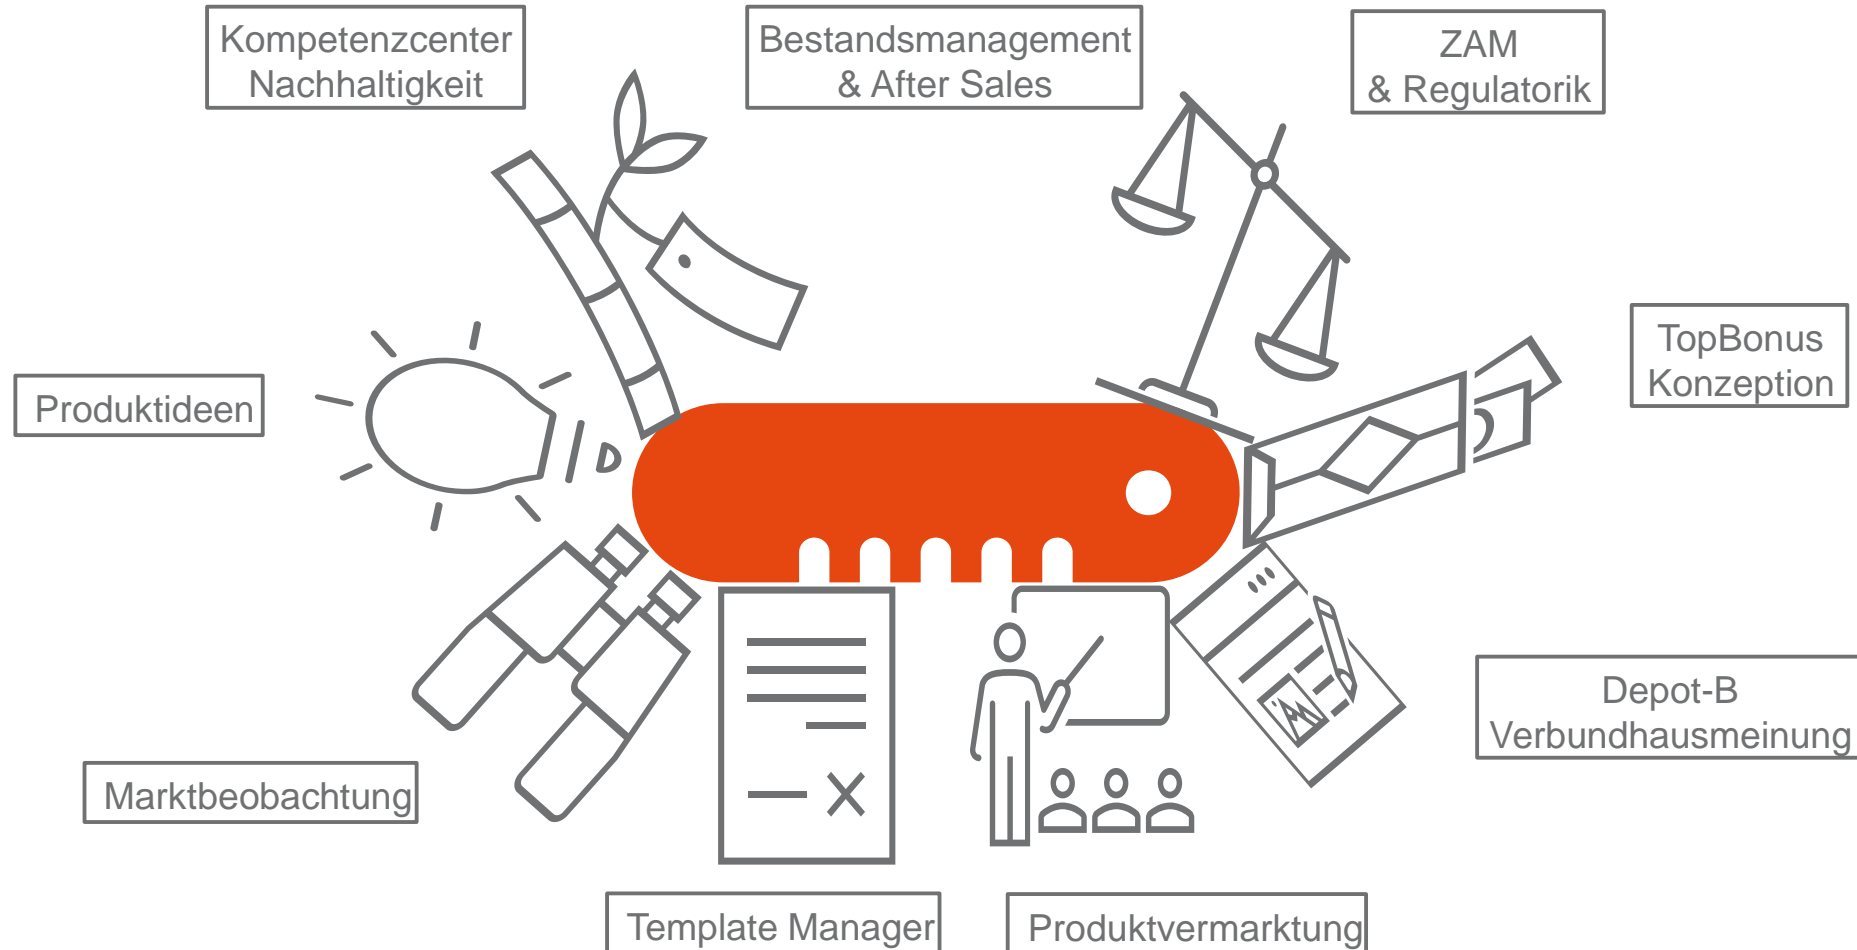 Kompetenzcenter
Nachhaltigkeit
Bestandsmanagement
& After Sales
ZAM
& Regulatorik
TopBonus
Konzeption
Produktideen
Depot-B
Verbundhausmeinung
Marktbeobachtung
Template Manager
Produktvermarktung